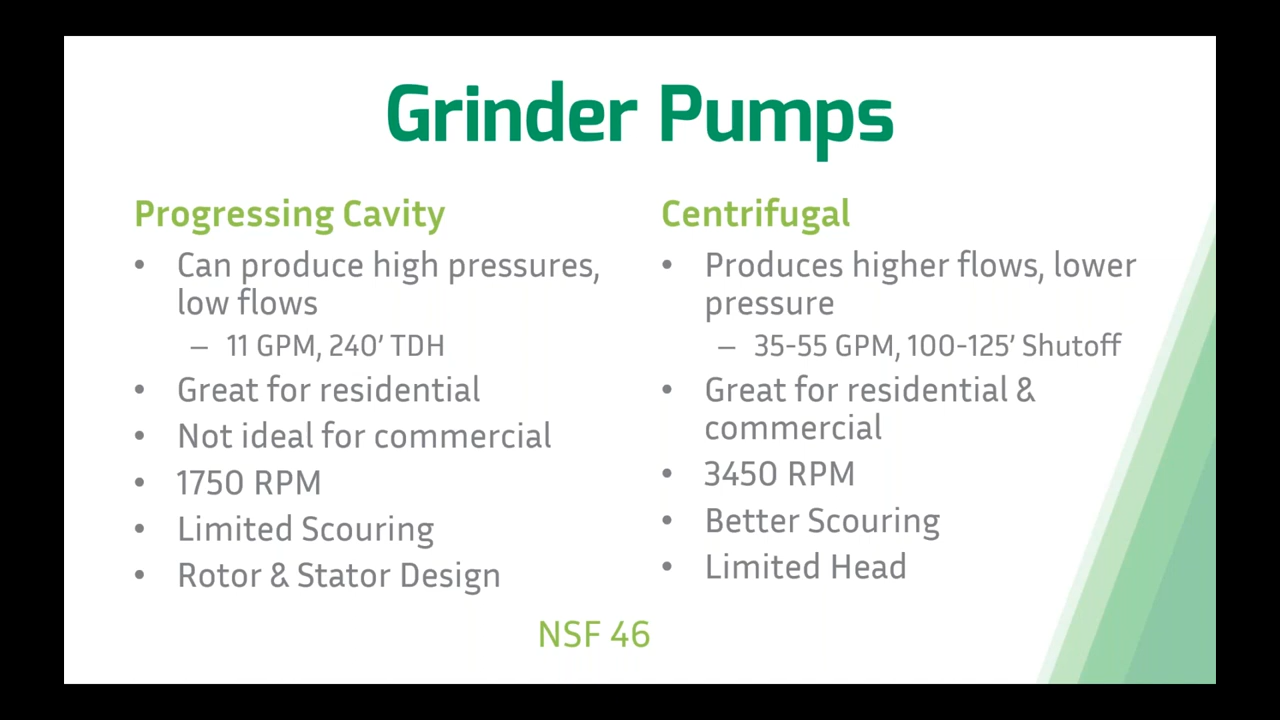 Grinder Pumps
Progressing Cavity
• Can produce high pressures,
low flows
– 11 GPM, 240’ TDH
• Great for residential
• Not ideal for commercial
• 1750 RPM
• Limited Scouring
• Rotor & Stator Design
Centrifugal
• Produces higher flows, lower
pressure
– 35-55 GPM, 100-125’ Shutoff
• Great for residential &
commercial
• 3450 RPM
• Better Scouring
• Limited Head
NSF 46